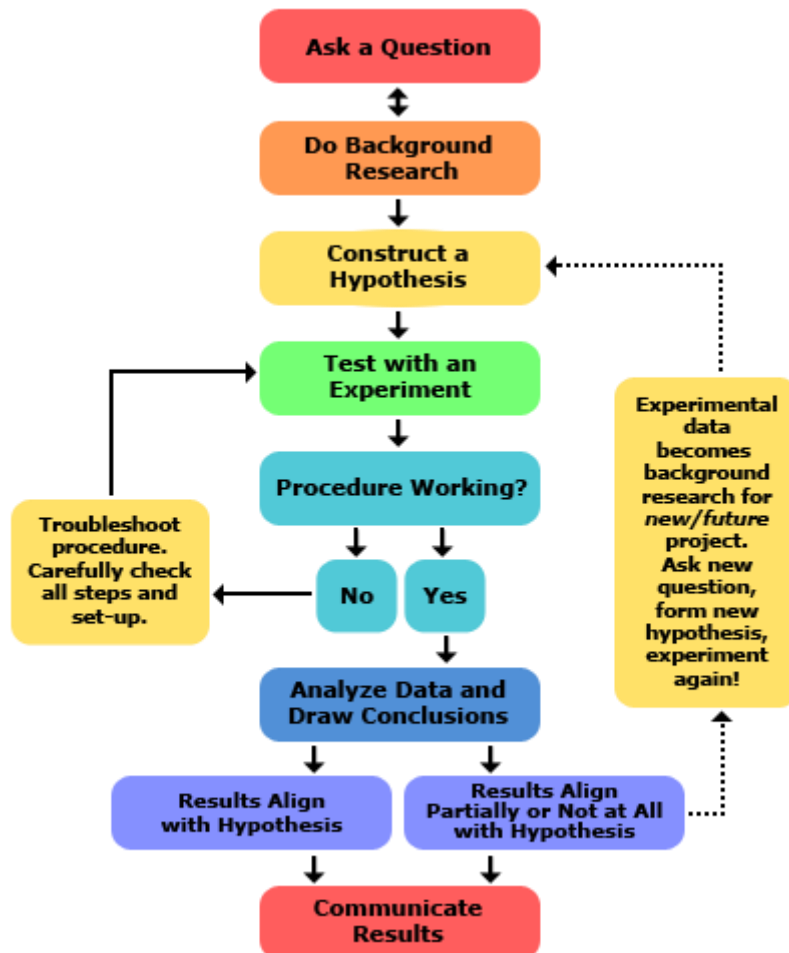 Ask a Question
Do Background
Research
Construct a
Hypothesis
Test with an
Experiment
Procedure Working?
No
Yes
Troubleshoot
procedure.
Carefully check
all steps and
set-up.
Analyze Data and
Draw Conclusions
Results Align
with Hypothesis
Results Align
Partially or Not at All
with Hypothesis
Experimental
data
becomes
background
research for
new/future
project.
Ask new
question,
form new
hypothesis,
experiment
again!
Communicate
Results